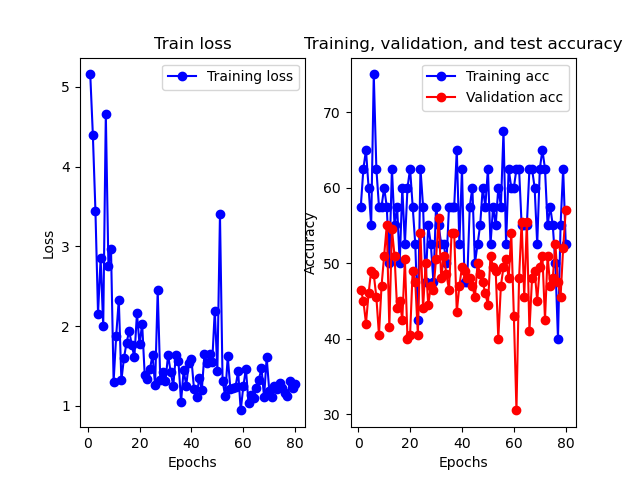 Train loss
Training, validation, and test accuracy
Training loss
Training acc
Validation acc
5
4
3
2
1
Loss
0
20
40
60
80
Epochs
70
60
50
40
30
Accuracy
0
20
40
60
80
Epochs